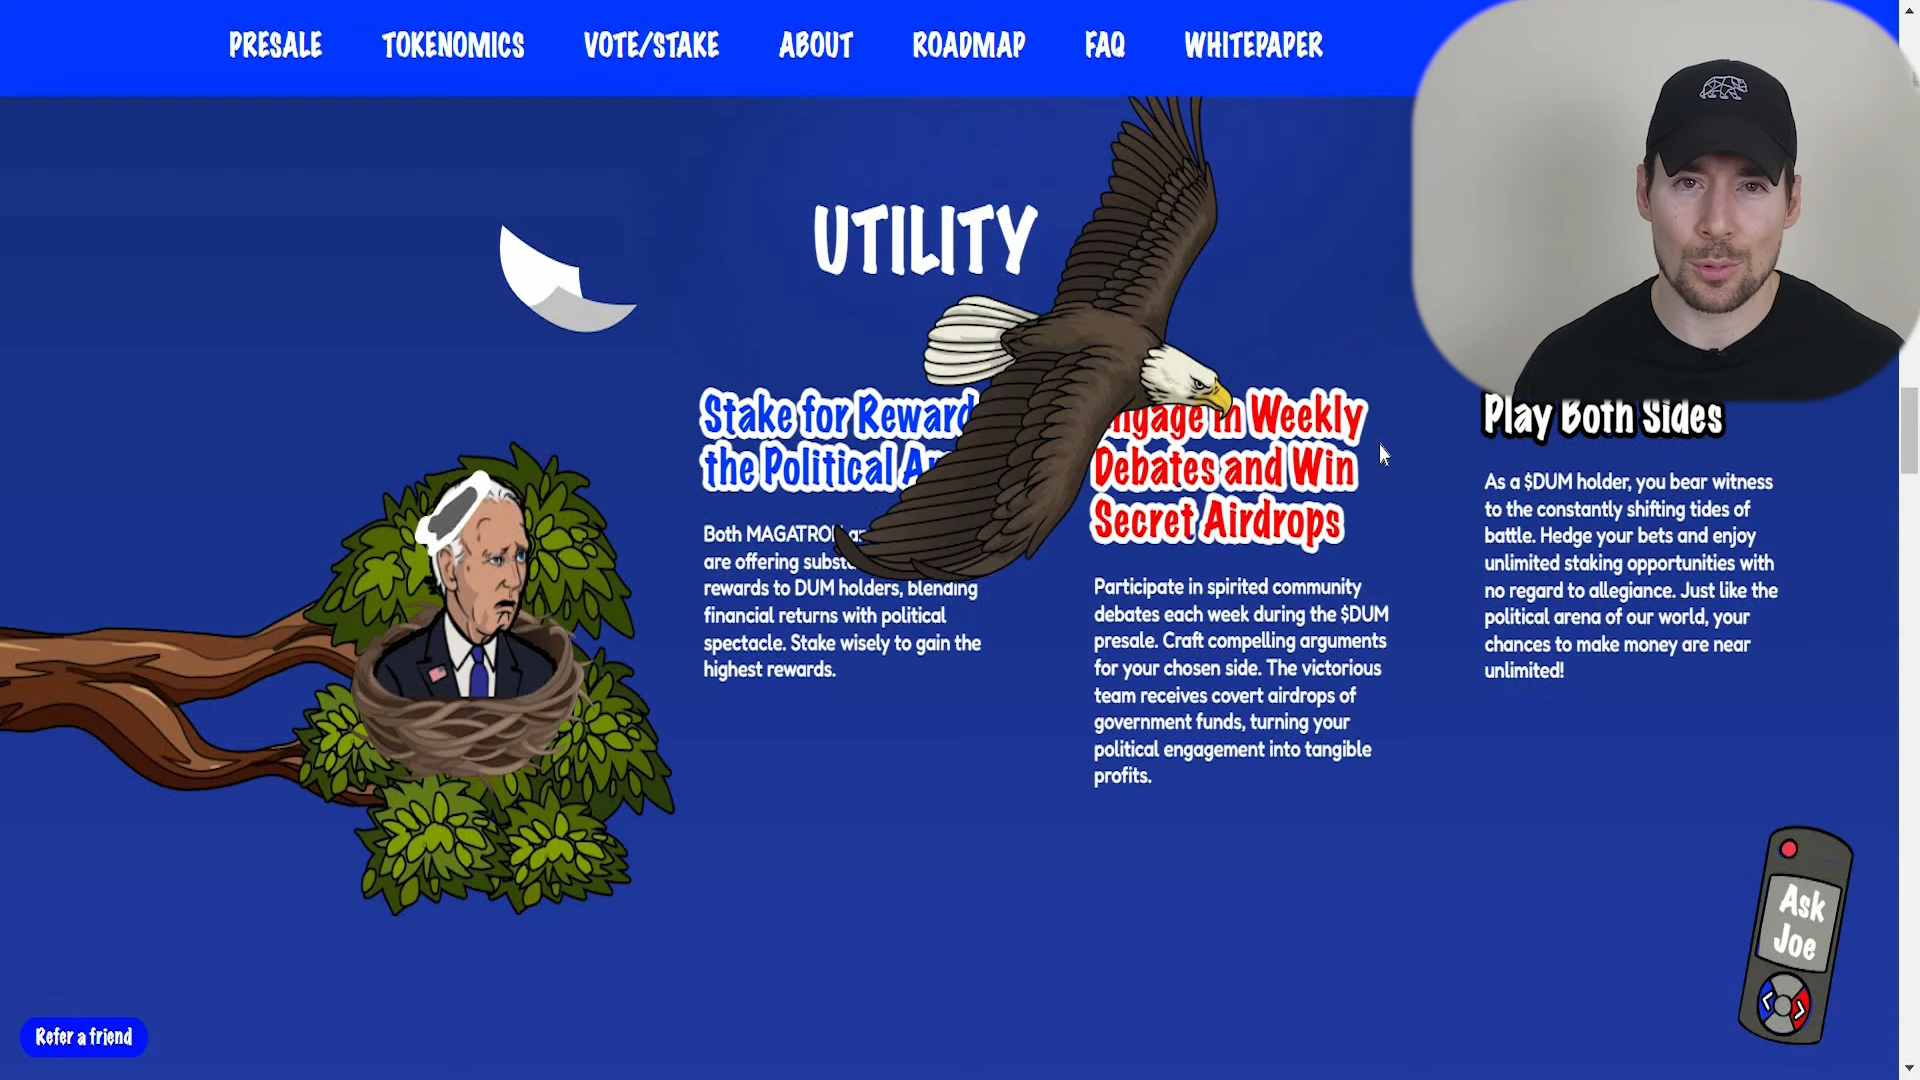 PRESALE TOKENOMICS VOTE/STAKE ABOUT ROADMAP FAQ WHITEPAPER
UTILITY
Stake for Reward
the Political
Both MAGATRON
are offering
rewards to DUM holders, blending
financial returns with political
spectacle. Stake wisely to gain the
highest rewards.
in Weekly
Debates and Win
Secret Airdrops
Participate in spirited community
debates each week during the $DUM
presale. Craft compelling arguments
for your chosen side. The victorious
team receives covert airdrops of
government funds, turning your
political engagement into tangible
profits.
Play Both Sides
As a $DUM holder, you bear witness
to the constantly shifting tides of
battle. Hedge your bets and enjoy
unlimited staking opportunities with
no regard to allegiance. Just like the
political arena of our world, your
chances to make money are near
unlimited!
Ask
Joe
Refer a friend